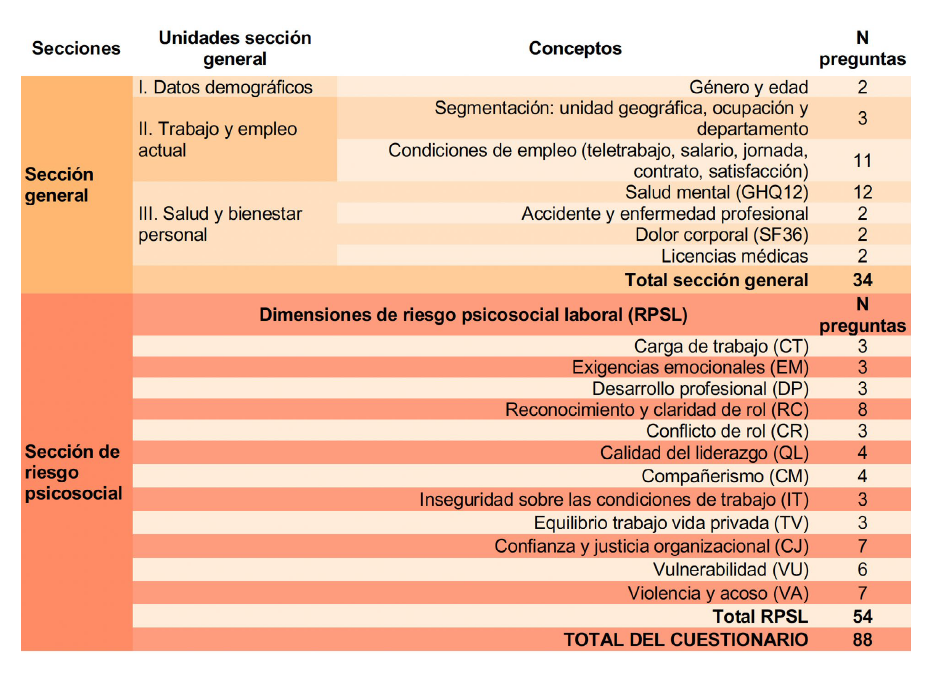 Secciones Unidades sección general Conceptos N preguntas
Sección general
I. Datos demográficos Género y edad 2
II. Trabajo y empleo actual
Segmentación: unidad geográfica, ocupación y departamento 3
Condiciones de empleo (teletrabajo, salario, jornada, contrato, satisfacción) 11
III. Salud y bienestar personal
Salud mental (GHQ12) 12
Accidente y enfermedad profesional 2
Dolor corporal (SF36) 2
Licencias médicas 2
Total sección general 34
Sección de riesgo psicosocial
Dimensiones de riesgo psicosocial laboral (RPSL) N preguntas
Carga de trabajo (CT) 3
Exigencias emocionales (EM) 3
Desarrollo profesional (DP) 3
Reconocimiento y claridad de rol (RC) 8
Conflicto de rol (CR) 3
Calidad del liderazgo (QL) 4
Compañerismo (CM) 4
Inseguridad sobre las condiciones de trabajo (IT) 3
Equilibrio trabajo vida privada (TV) 3
Confianza y justicia organizacional (CJ) 7
Vulnerabilidad (VU) 6
Violencia y acoso (VA) 7
Total RPSL 54
TOTAL DEL CUESTIONARIO 88